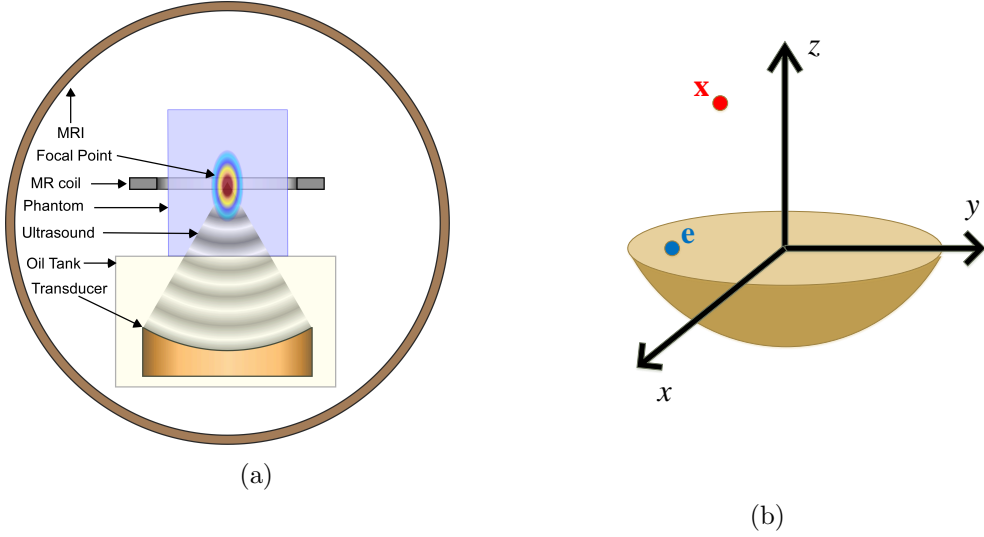 MRI
Focal Point
MR coil
Phantom
Ultrasound
Oil Tank
Transducer
(a)
z
x
y
e
x
(b)